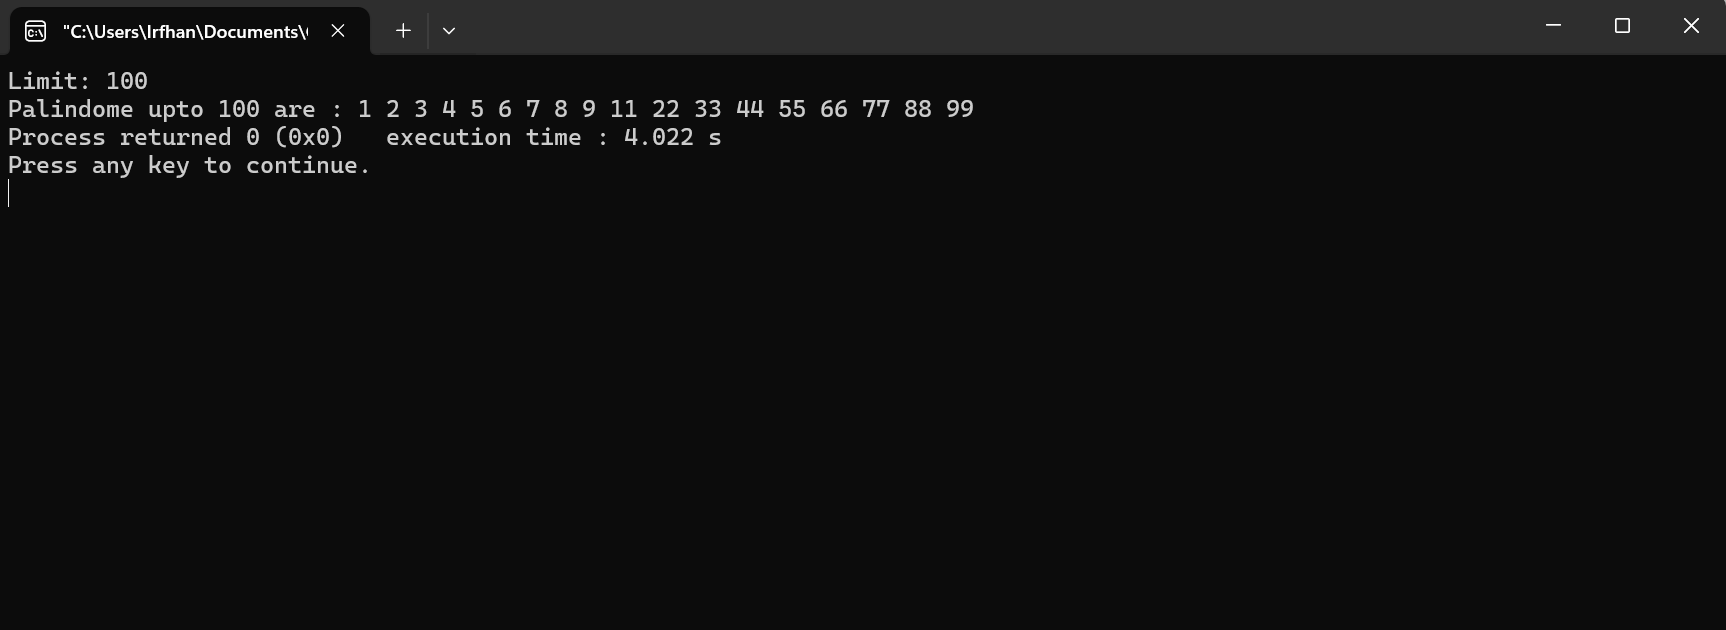 "C:\Users\Irfhan\Documents\
Limit: 100
Palindome upto 100 are : 1 2 3 4 5 6 7 8 9 11 22 33 44 55 66 77 88 99
Process returned 0 (0x0)   execution time : 4.022 s
Press any key to continue.